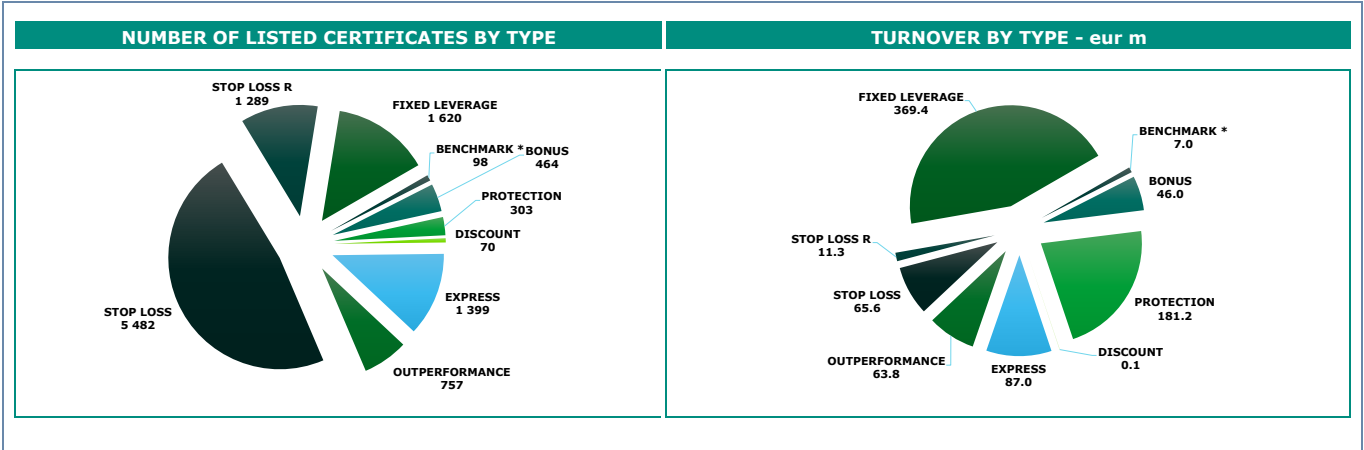 NUMBER OF LISTED CERTIFICATES BY TYPE
STOP LOSS R
1 289
FIXED LEVERAGE
1 620
BENCHMARK *
98
BONUS
464
PROTECTION
303
DISCOUNT
70
EXPRESS
1 399
OUTPERFORMANCE
757
STOP LOSS
5 482
TURNOVER BY TYPE - eur m
FIXED LEVERAGE
369.4
BENCHMARK *
7.0
BONUS
46.0
PROTECTION
181.2
DISCOUNT
0.1
EXPRESS
87.0
OUTPERFORMANCE
63.8
STOP LOSS
65.6
STOP LOSS R
11.3